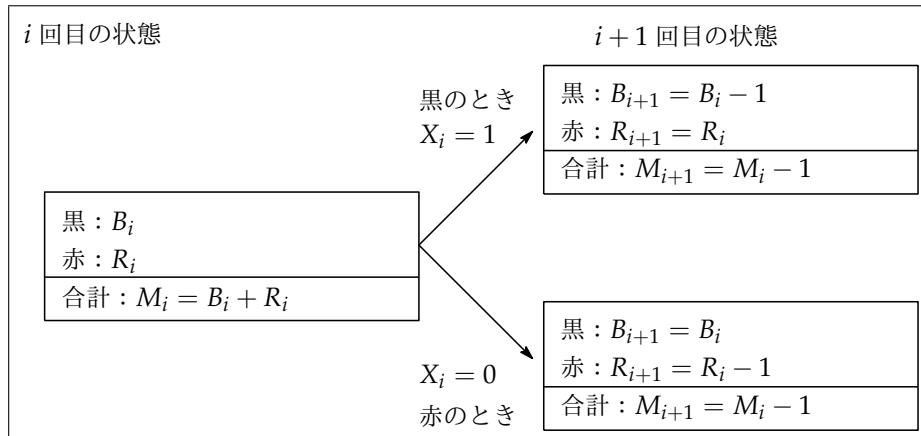 i 回目の状態
i + 1 回目の状態
黒のとき
X_i = 1
黒：B_{i+1} = B_i − 1
赤：R_{i+1} = R_i
合計：M_{i+1} = M_i − 1
黒：B_i
赤：R_i
合計：M_i = B_i + R_i
X_i = 0
赤のとき
黒：B_{i+1} = B_i
赤：R_{i+1} = R_i − 1
合計：M_{i+1} = M_i − 1